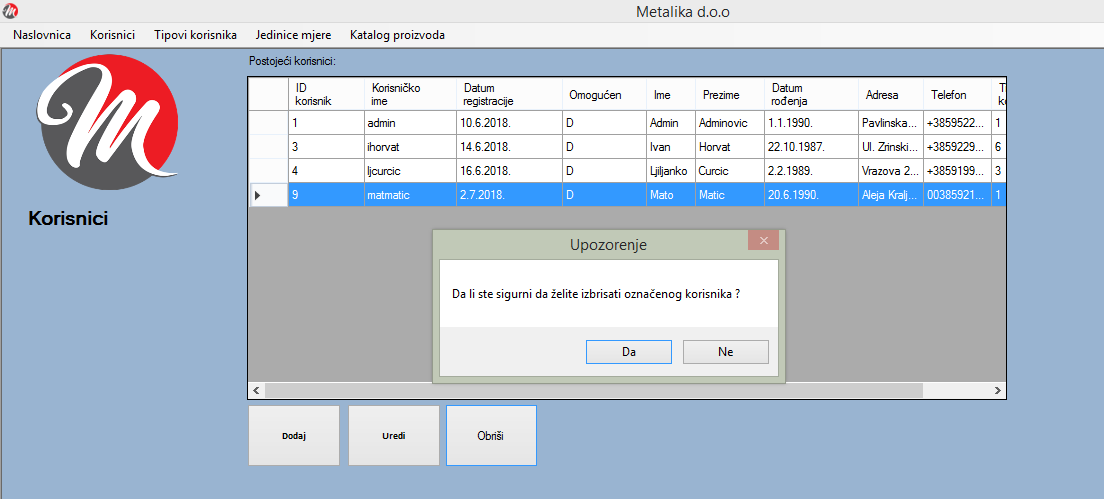 Metalika d.o.o
Naslovnica Korisnici Tipovi korisnika Jedinice mjere Katalog proizvoda
Postojeći korisnici:
ID korisnik Korisničko ime Datum registracije Omogućen Ime Prezime Datum rođenja Adresa Telefon
1 admin 10.6.2018. D Admin Adminovic 1.1.1990. Pavlinska... +3859522... 1
3 ihorvat 14.6.2018. D Ivan Horvat 22.10.1987. Ul. Zrinski... +3859229... 6
4 ljcurcic 16.6.2018. D Ljiljanko Curcic 2.2.1989. Vrazova 2... +3859199... 3
9 matmatic 2.7.2018. D Mato Matic 20.6.1990. Aleja Kralj... 00385921... 1
Korisnici
Upozorenje
Da li ste sigurni da želite izbrisati označenog korisnika ?
Da Ne
Dodaj Uredi Obriši